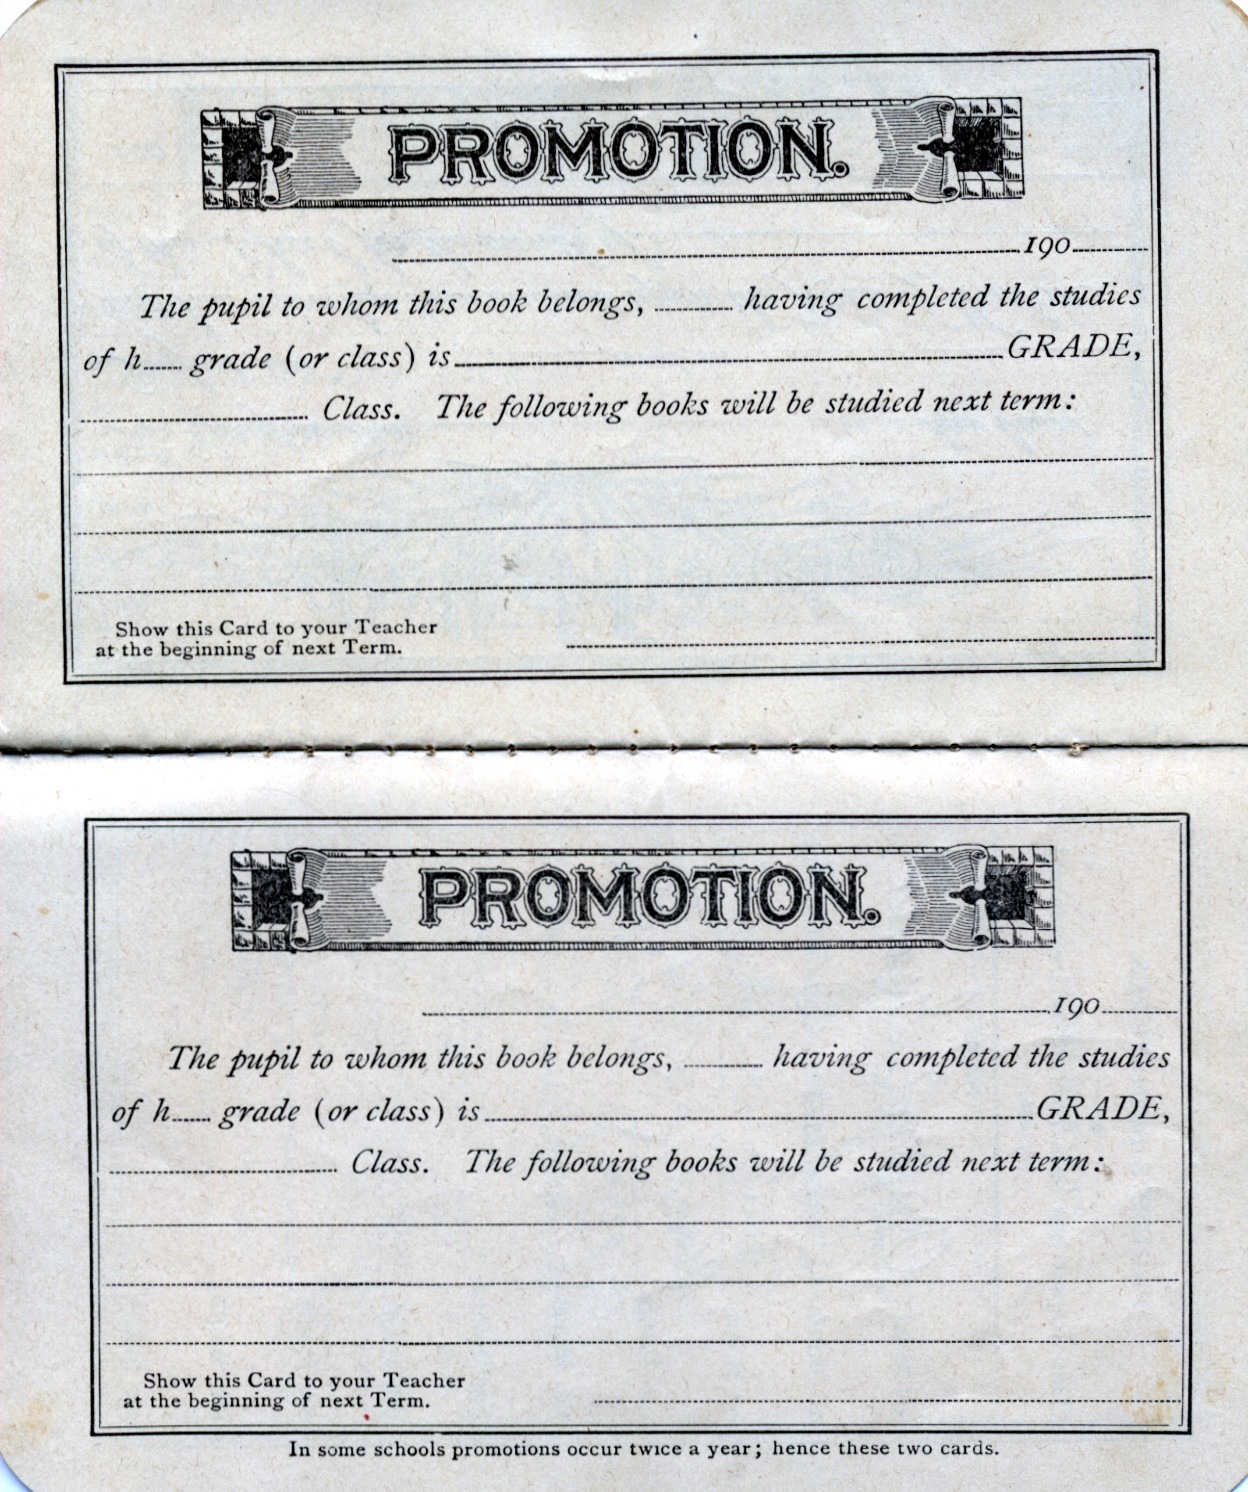 PROMOTION.
190
The pupil to whom this book belongs, having completed the studies
of h grade (or class) is GRADE,
Class. The following books will be studied next term:
Show this Card to your Teacher
at the beginning of next Term.
PROMOTION.
190
The pupil to whom this book belongs, having completed the studies
of h grade (or class) is GRADE,
Class. The following books will be studied next term:
Show this Card to your Teacher
at the beginning of next Term.
In some schools promotions occur twice a year; hence these two cards.